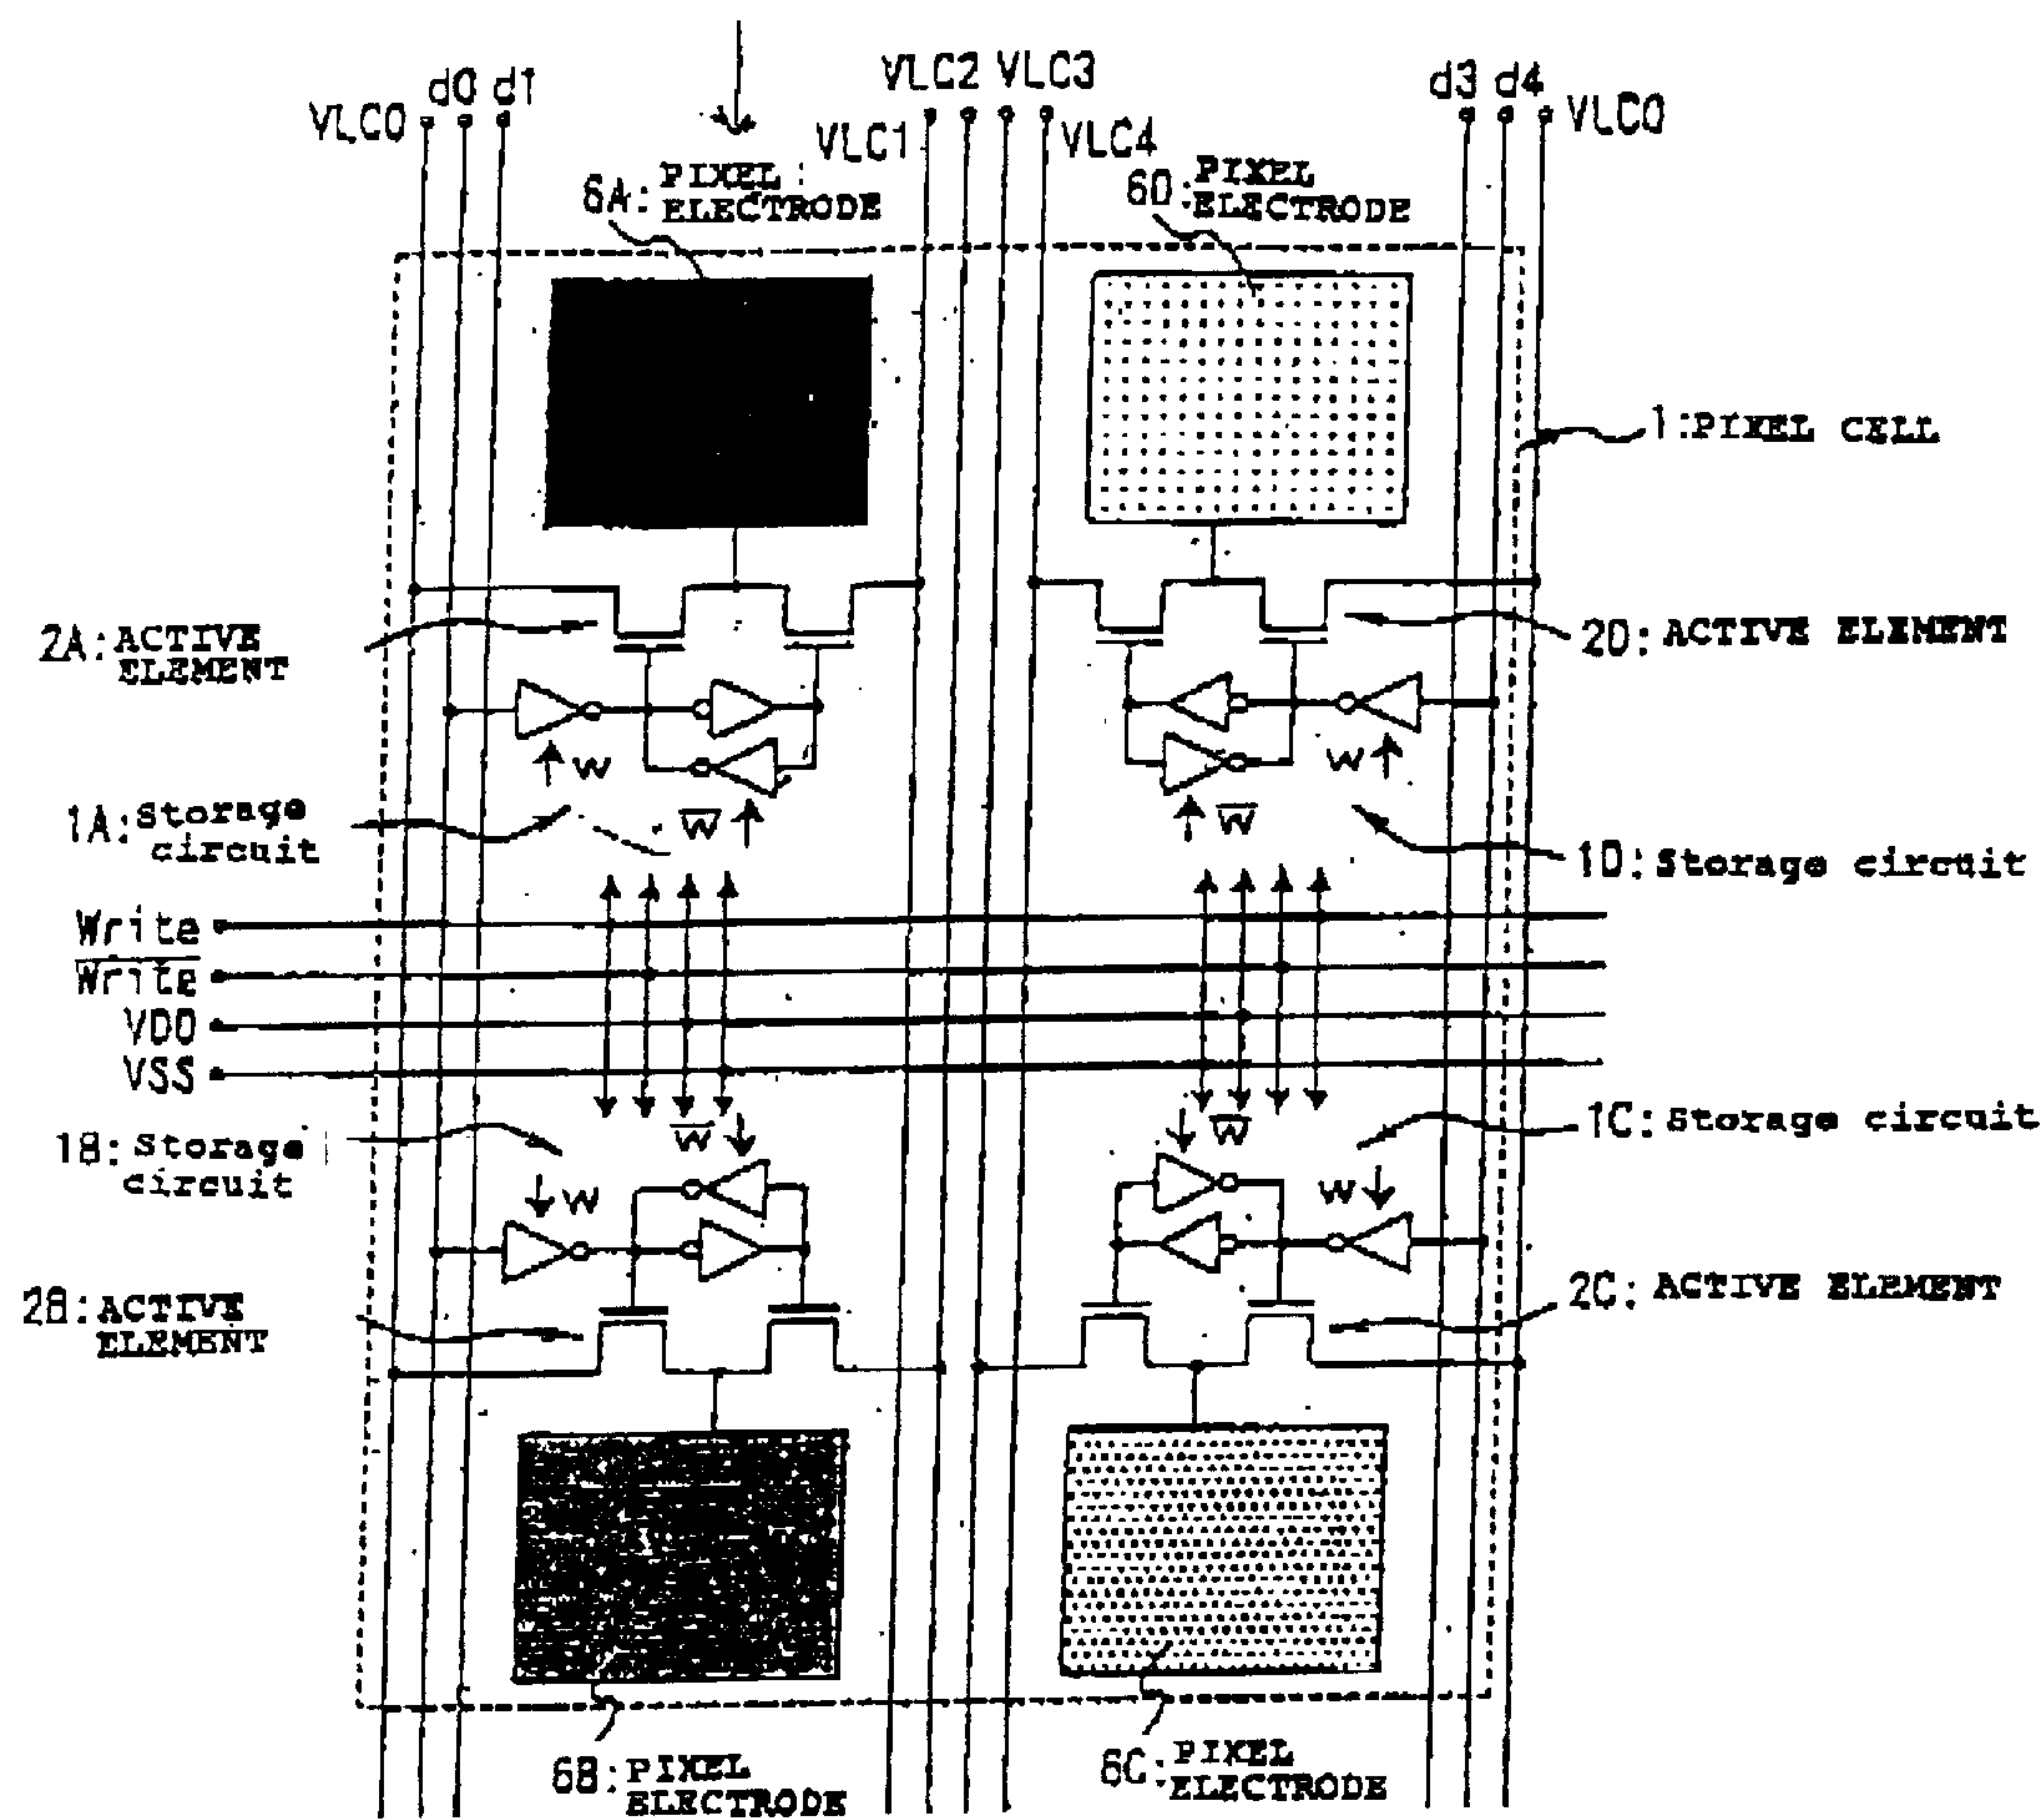 VLC0 d0 d1
VLC2 VLC3
VLC1 VLC4
d3 d4 VLC0
6A: PIXEL
ELECTRODE
6D: PIXEL
ELECTRODE
1: PIXEL CELL
2A: ACTIVE
ELEMENT
2D: ACTIVE ELEMENT
W
W
W̅
W̅
1A: Storage
circuit
1D: Storage circuit
Write
W̅r̅i̅t̅e̅
VDD
VSS
W̅
W̅
1B: Storage
circuit
1C: Storage circuit
W
W
2B: ACTIVE
ELEMENT
2C: ACTIVE ELEMENT
6B: PIXEL
ELECTRODE
6C: PIXEL
ELECTRODE